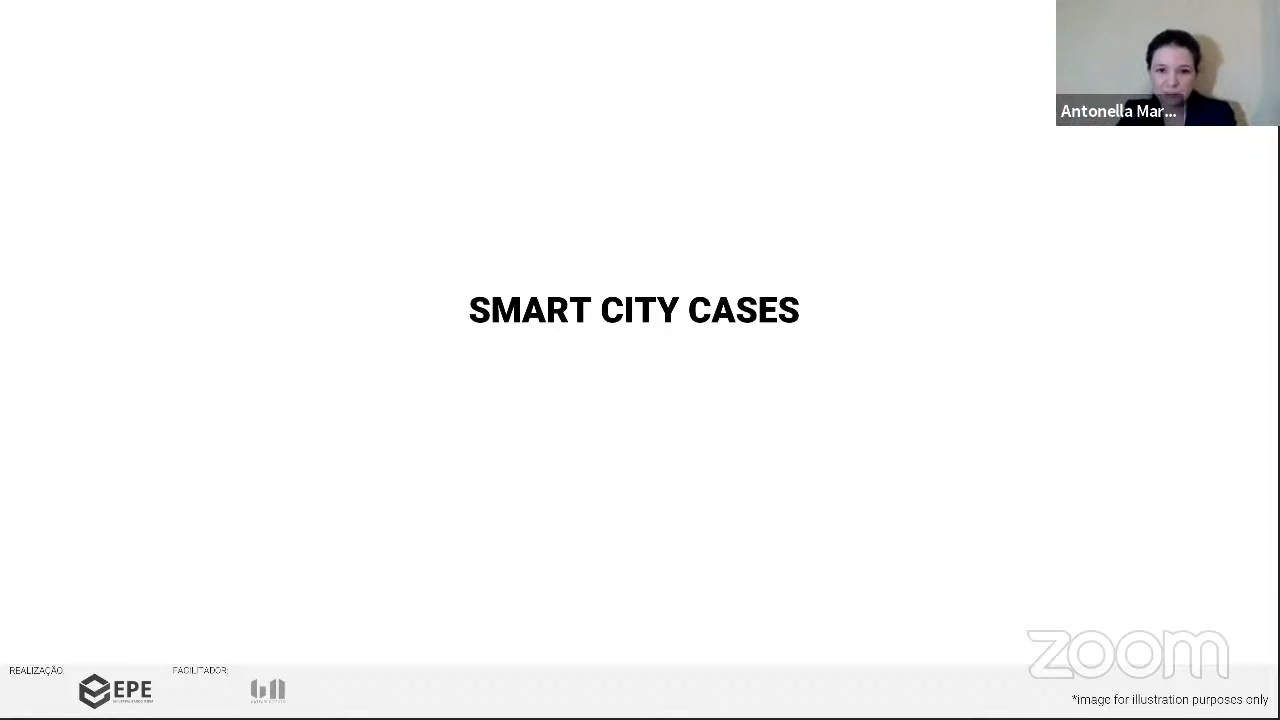 Antonella Mar...
SMART CITY CASES
zoom
REALIZAÇÃO
FACILITADOR:
EPE
*image for illustration purposes only